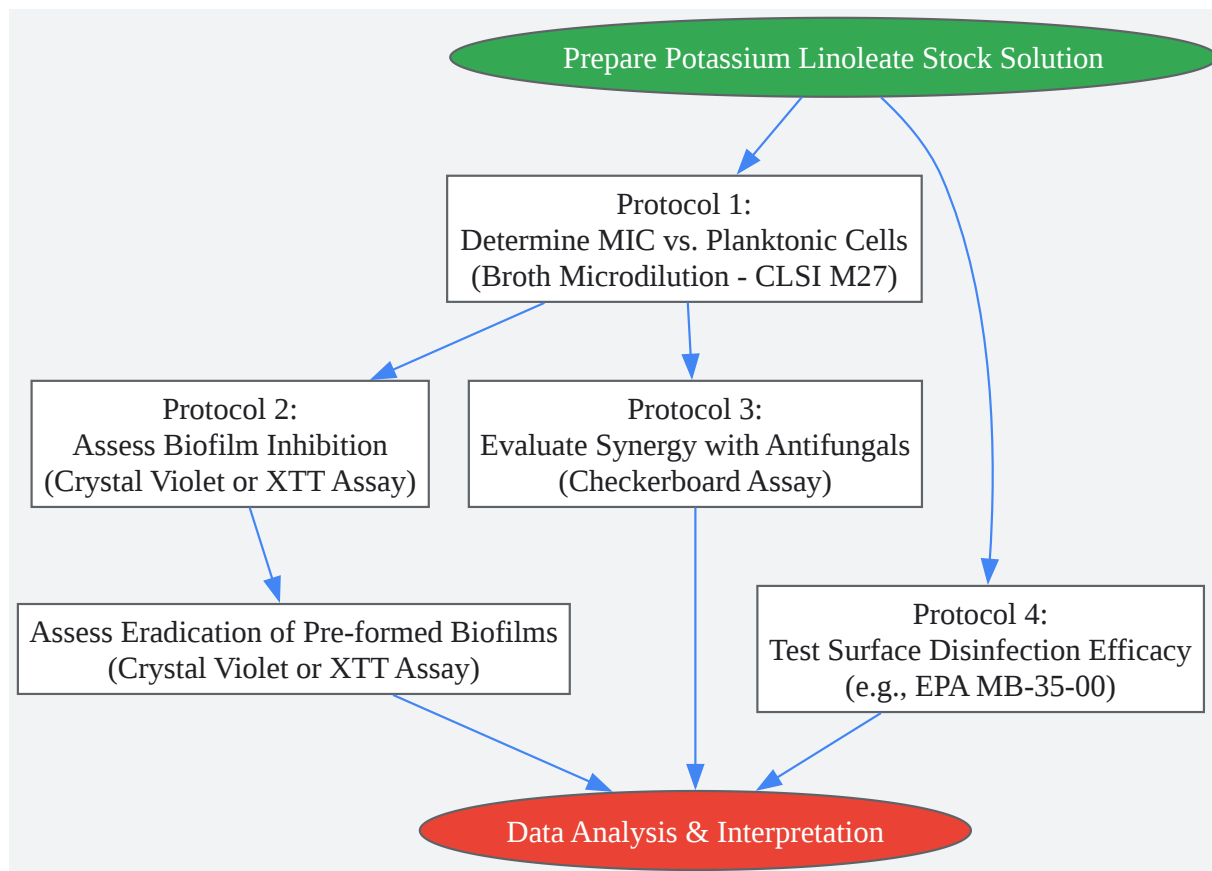 Prepare Potassium Linoleate Stock Solution
Protocol 1:
Determine MIC vs. Planktonic Cells
(Broth Microdilution - CLSI M27)
Protocol 2:
Assess Biofilm Inhibition
(Crystal Violet or XTT Assay)
Protocol 3:
Evaluate Synergy with Antifungals
(Checkerboard Assay)
Assess Eradication of Pre-formed Biofilms
(Crystal Violet or XTT Assay)
Protocol 4:
Test Surface Disinfection Efficacy
(e.g., EPA MB-35-00)
Data Analysis & Interpretation